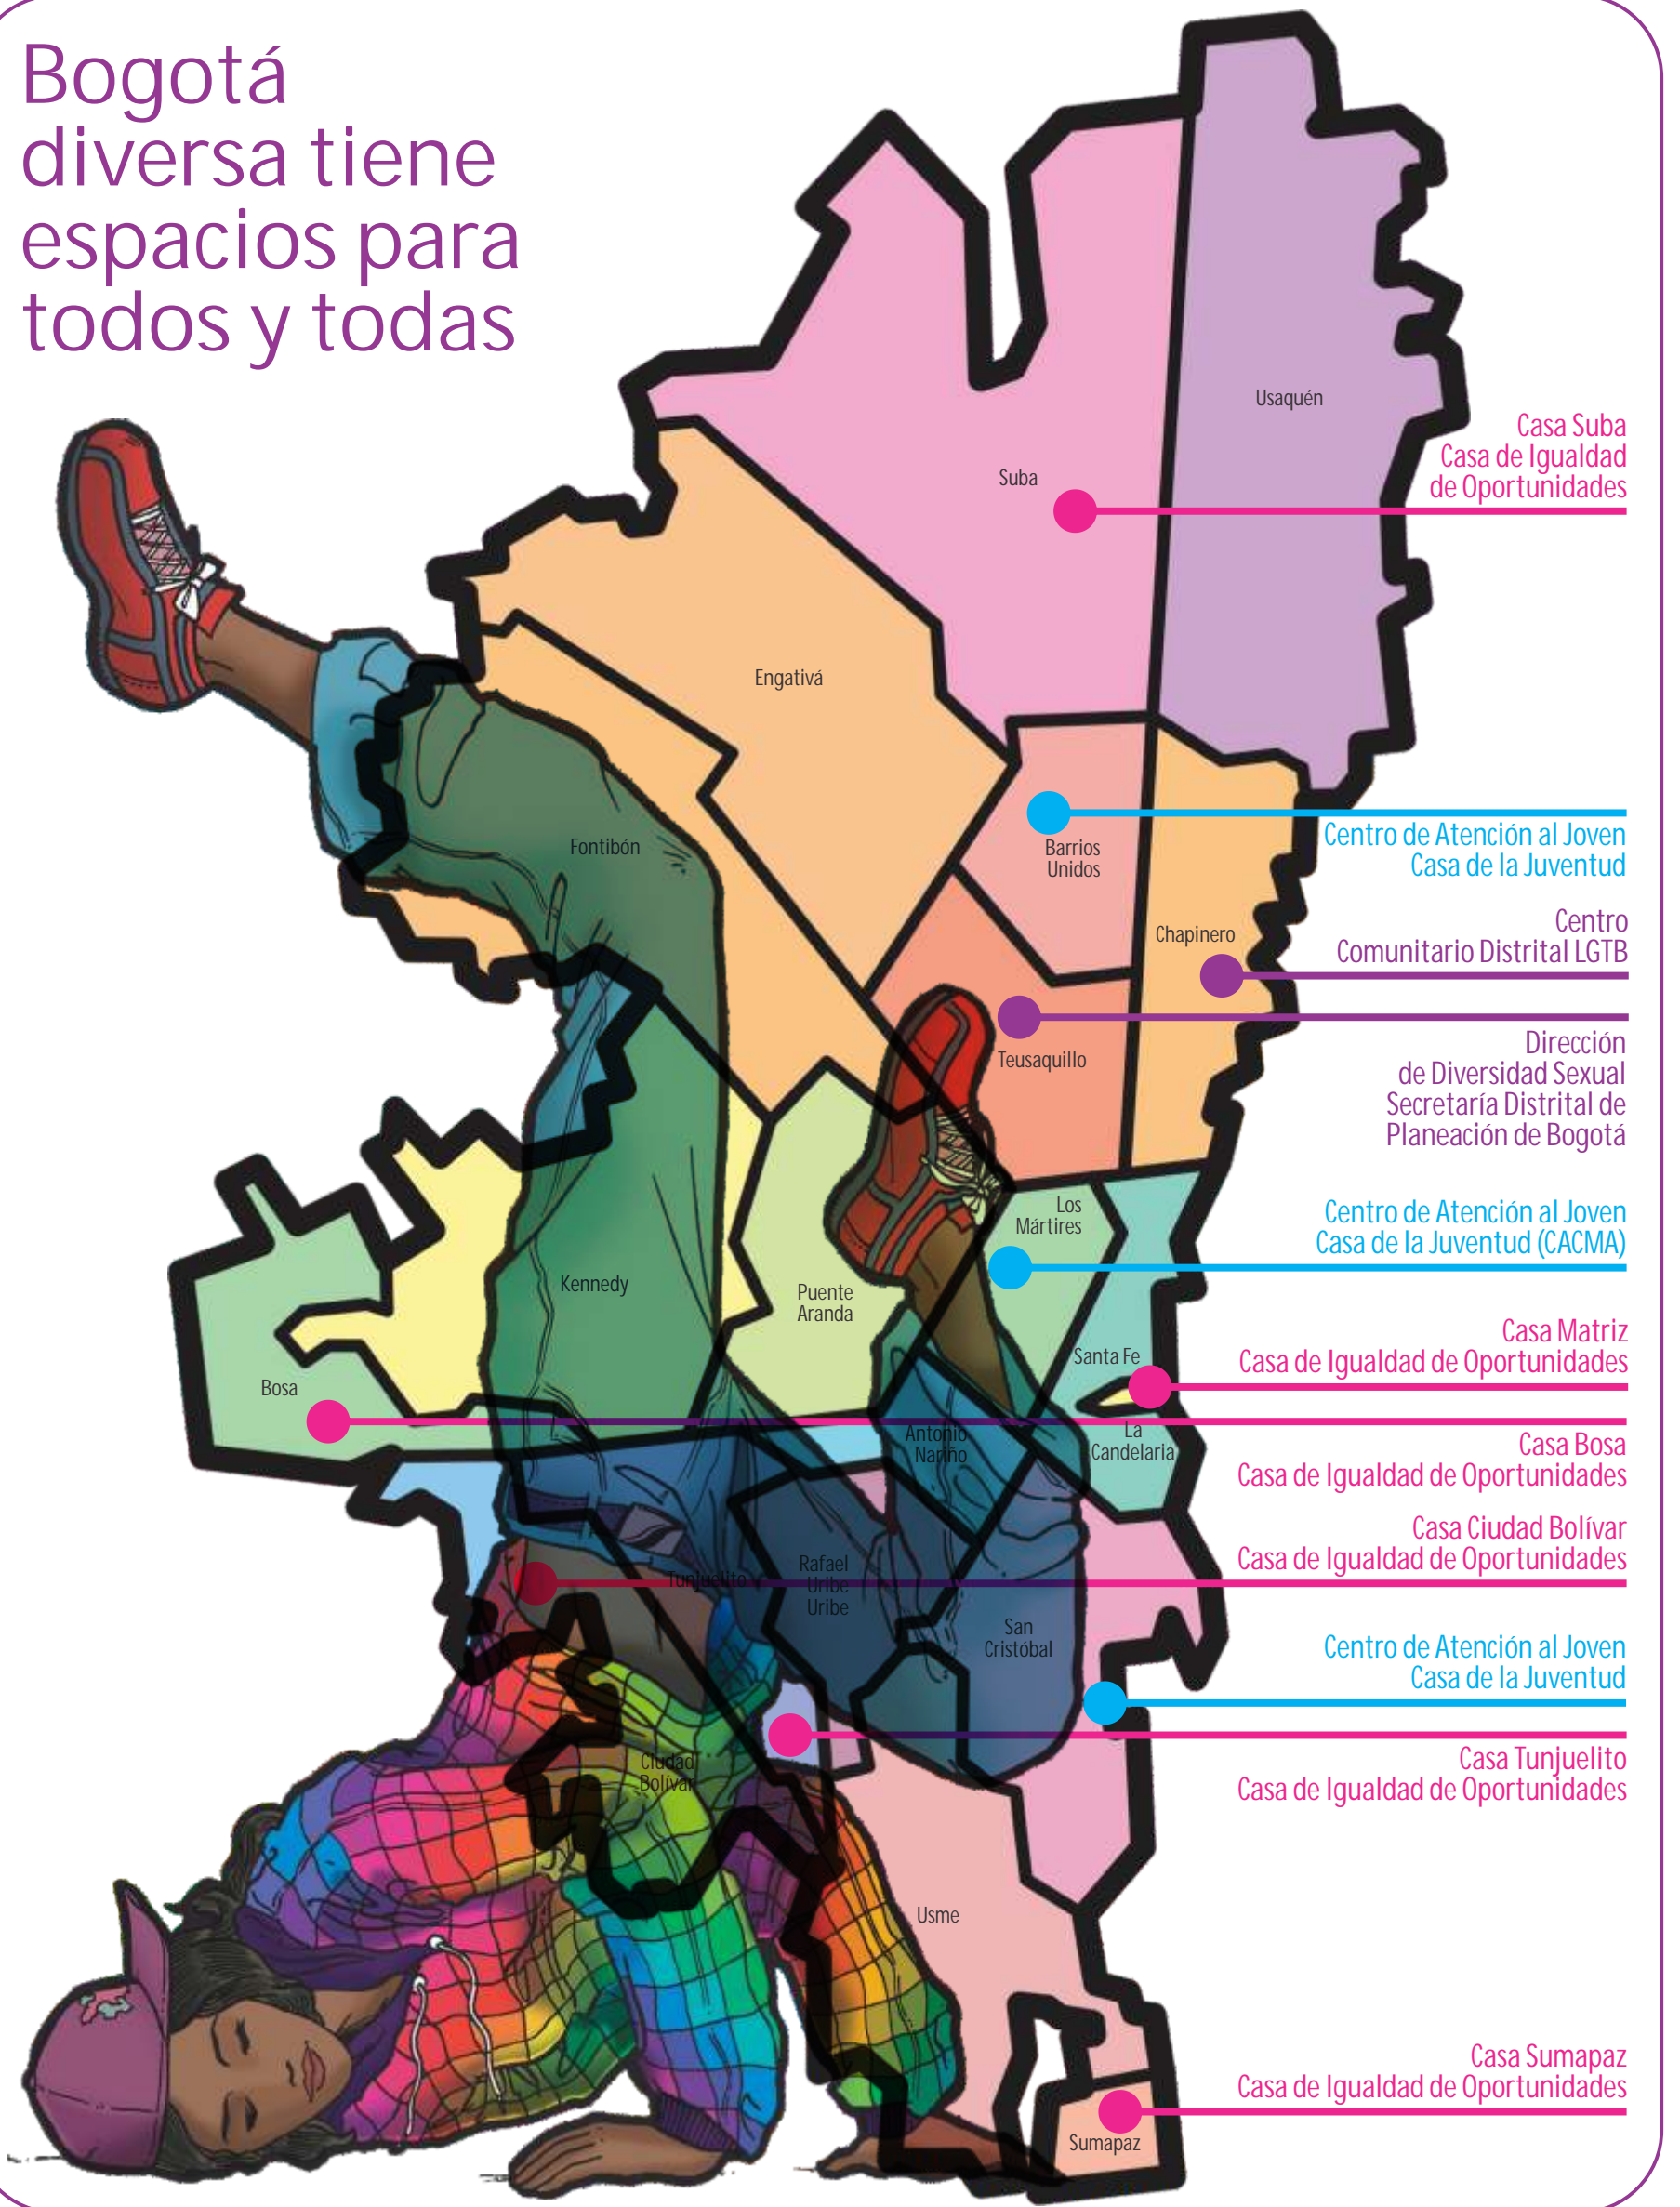 Bogotá
diversa tiene
espacios para
todos y todas
Usaquén
Casa Suba
Casa de Igualdad
de Oportunidades
Suba
Engativá
Fontibón
Barrios
Unidos
Centro de Atención al Joven
Casa de la Juventud
Chapinero
Centro
Comunitario Distrital LGTB
Teusaquillo
Dirección
de Diversidad Sexual
Secretaría Distrital de
Planeación de Bogotá
Los
Mártires
Centro de Atención al Joven
Casa de la Juventud (CACMA)
Kennedy
Puente
Aranda
Santa Fe
Casa Matriz
Casa de Igualdad de Oportunidades
Bosa
Antonio
Nariño
La
Candelaria
Casa Bosa
Casa de Igualdad de Oportunidades
Casa Ciudad Bolívar
Casa de Igualdad de Oportunidades
Tunjuelito
Rafael
Uribe
Uribe
San
Cristóbal
Centro de Atención al Joven
Casa de la Juventud
Ciudad
Bolívar
Casa Tunjuelito
Casa de Igualdad de Oportunidades
Usme
Casa Sumapaz
Casa de Igualdad de Oportunidades
Sumapaz